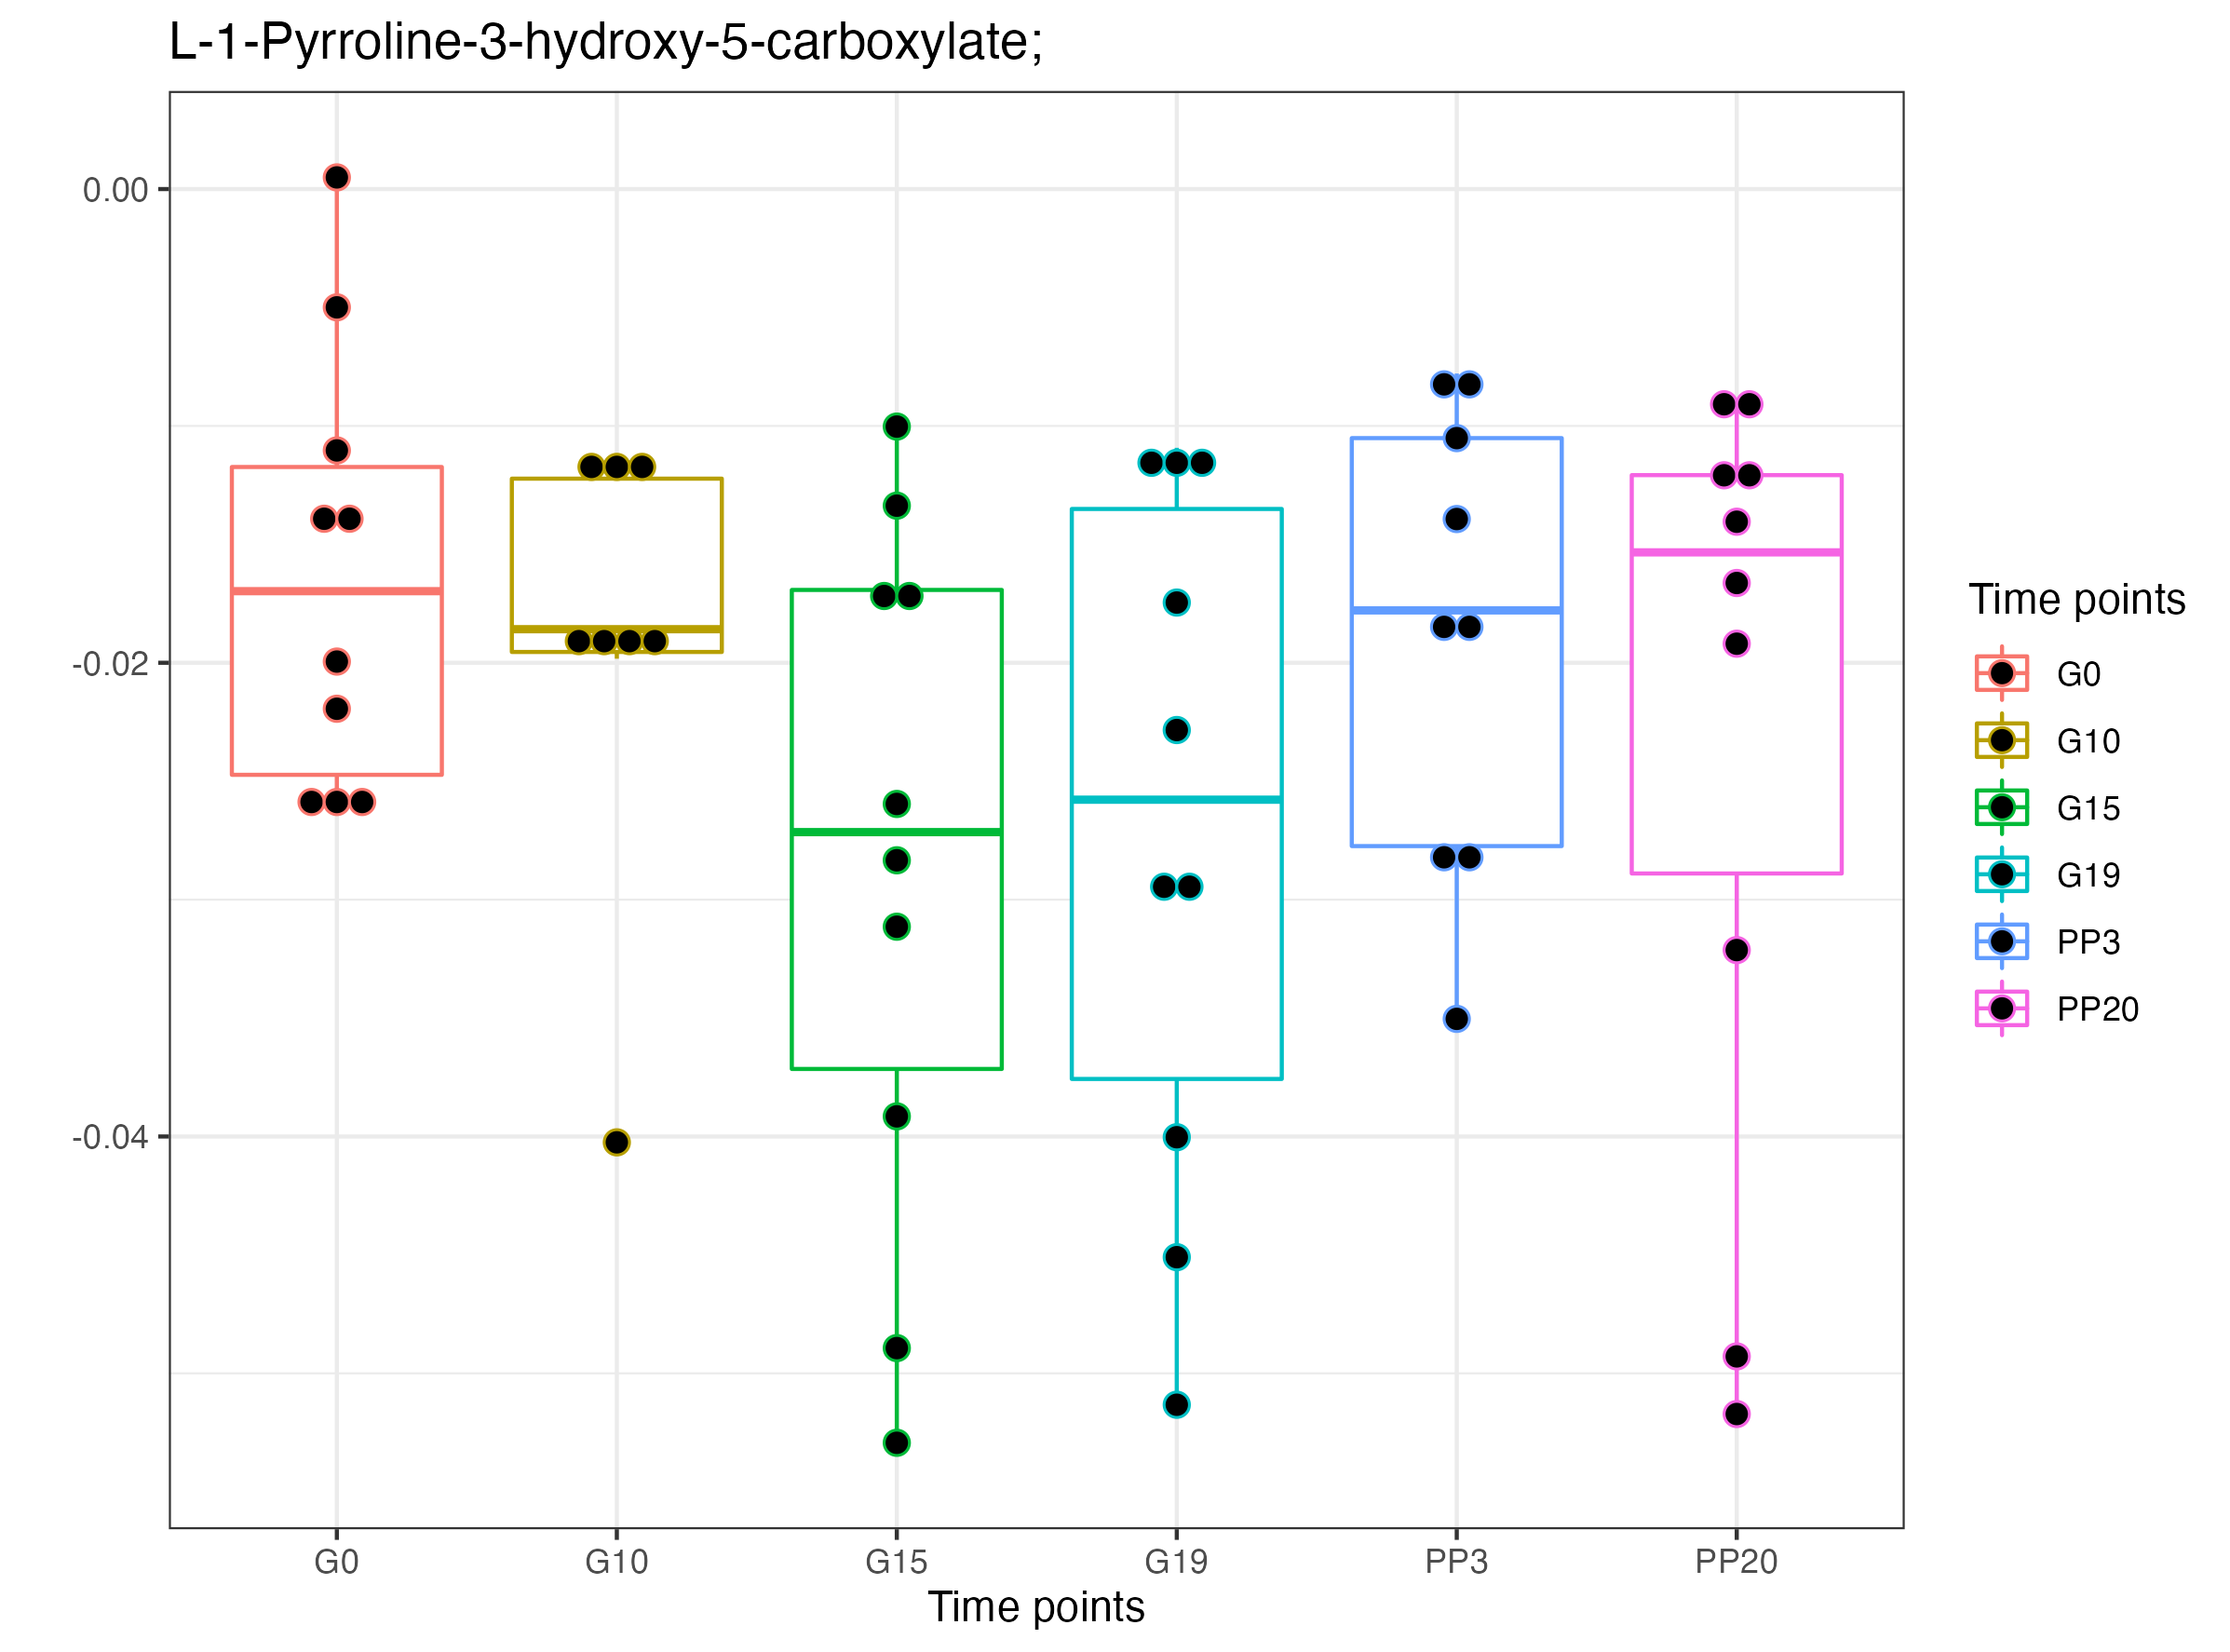 L-1-Pyrroline-3-hydroxy-5-carboxylate;
0.00
-0.02
-0.04
G0 G10 G15 G19 PP3 PP20
Time points
Time points
G0
G10
G15
G19
PP3
PP20